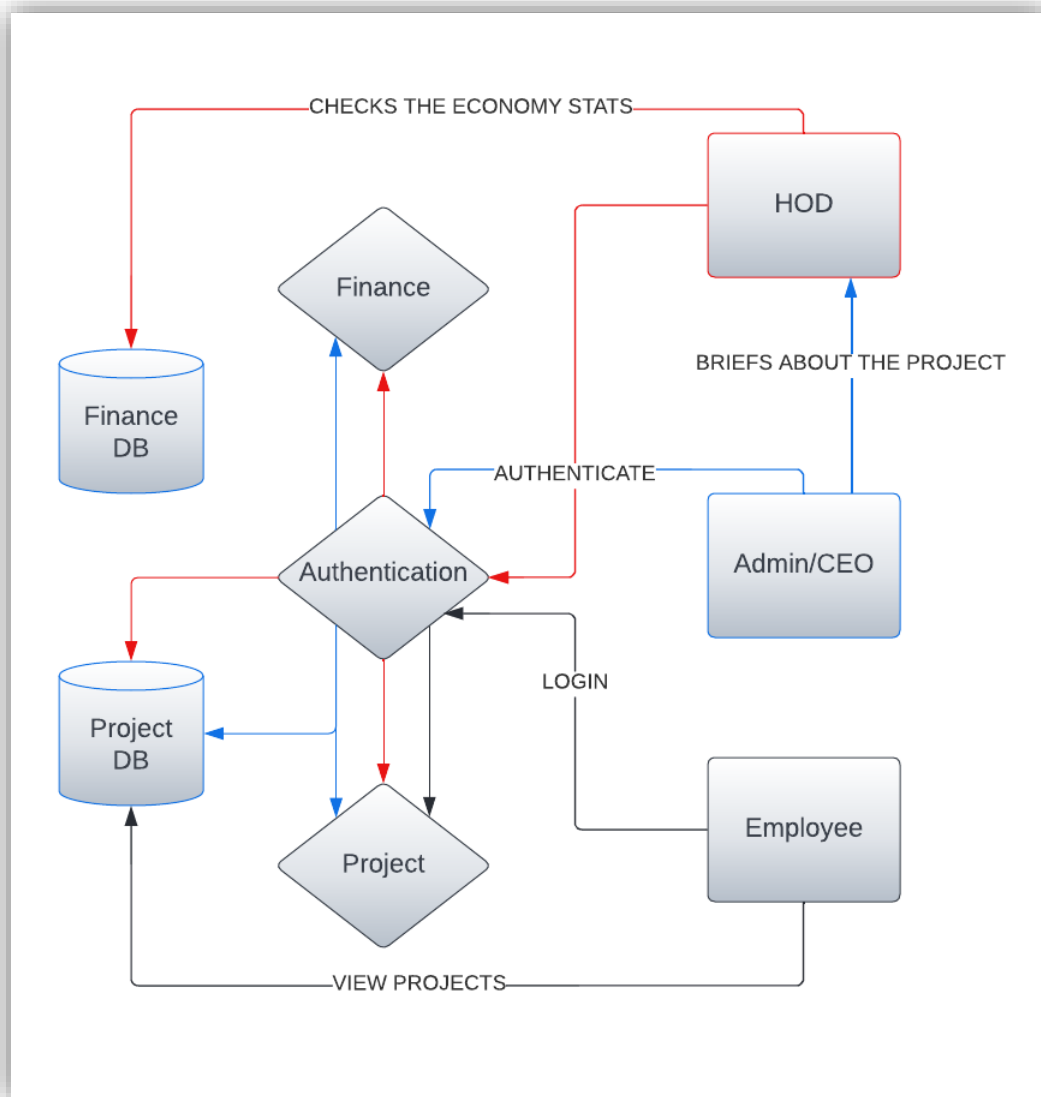 CHECKS THE ECONOMY STATS
HOD
Finance
BRIEFS ABOUT THE PROJECT
Finance
DB
AUTHENTICATE
Authentication
Admin/CEO
LOGIN
Project
DB
Employee
Project
VIEW PROJECTS